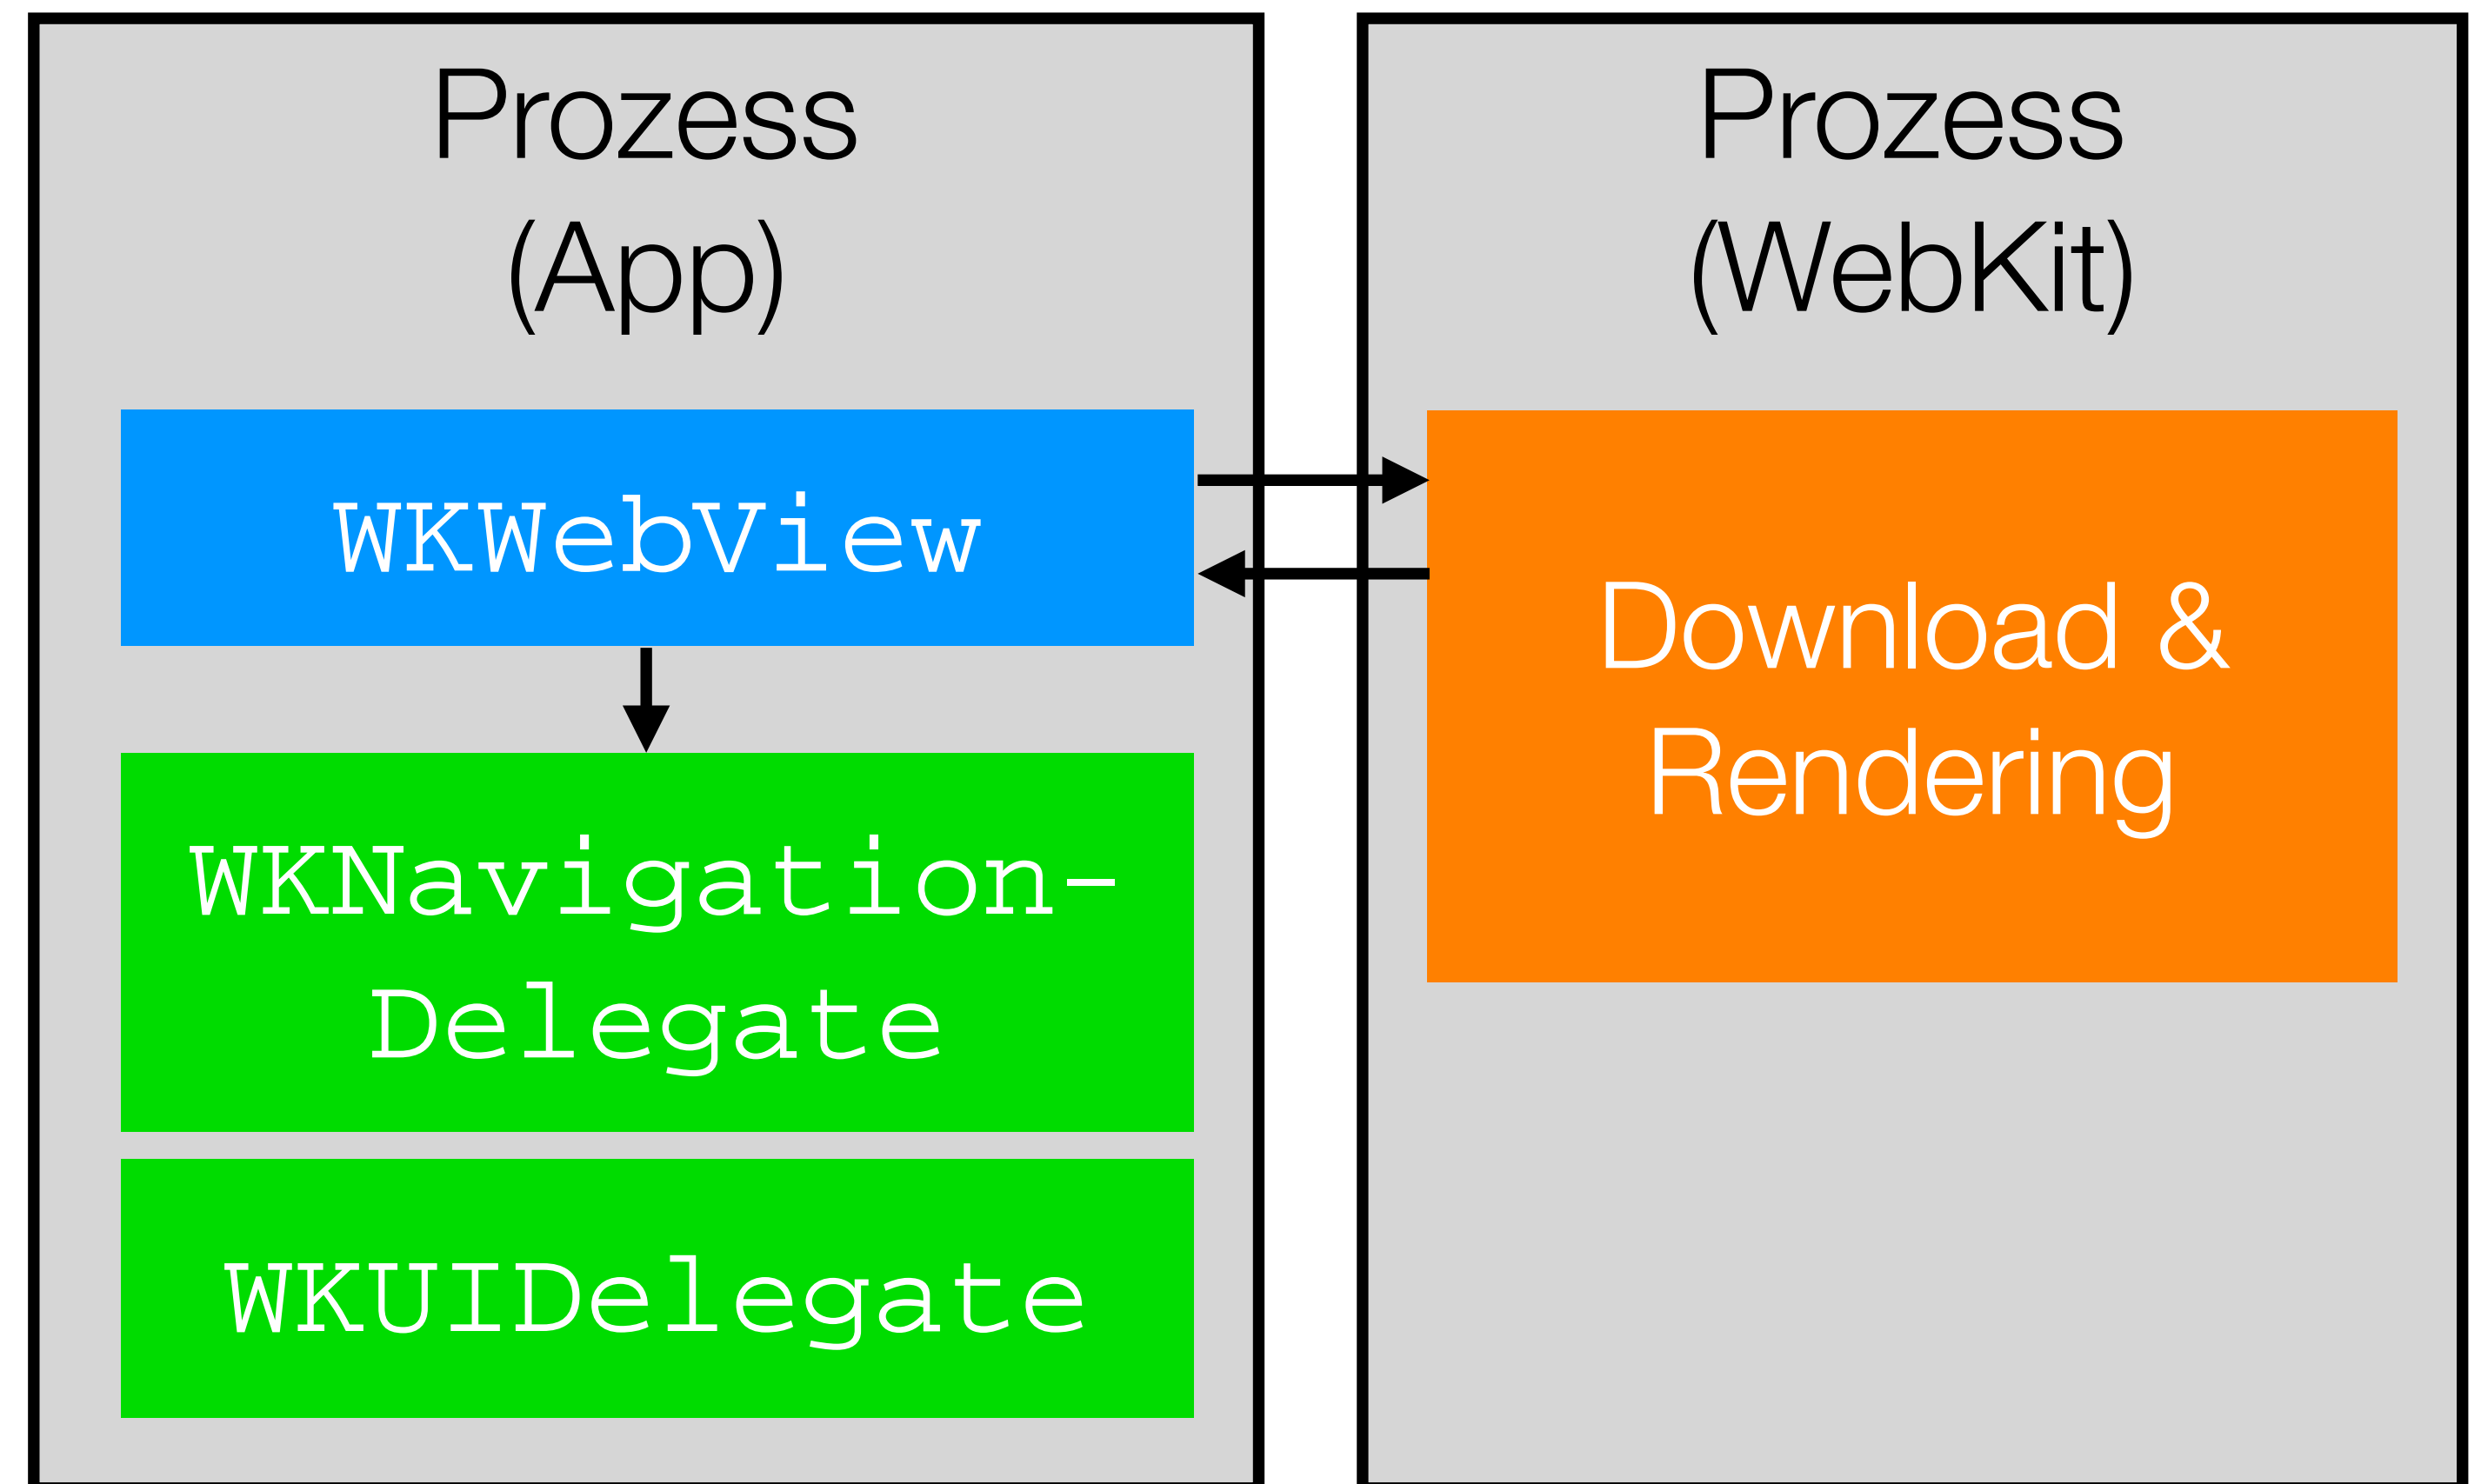 Prozess
(App)
WKWebView
WKNavigation-
Delegate
WKUIDelegate
Prozess
(WebKit)
Download &
Rendering